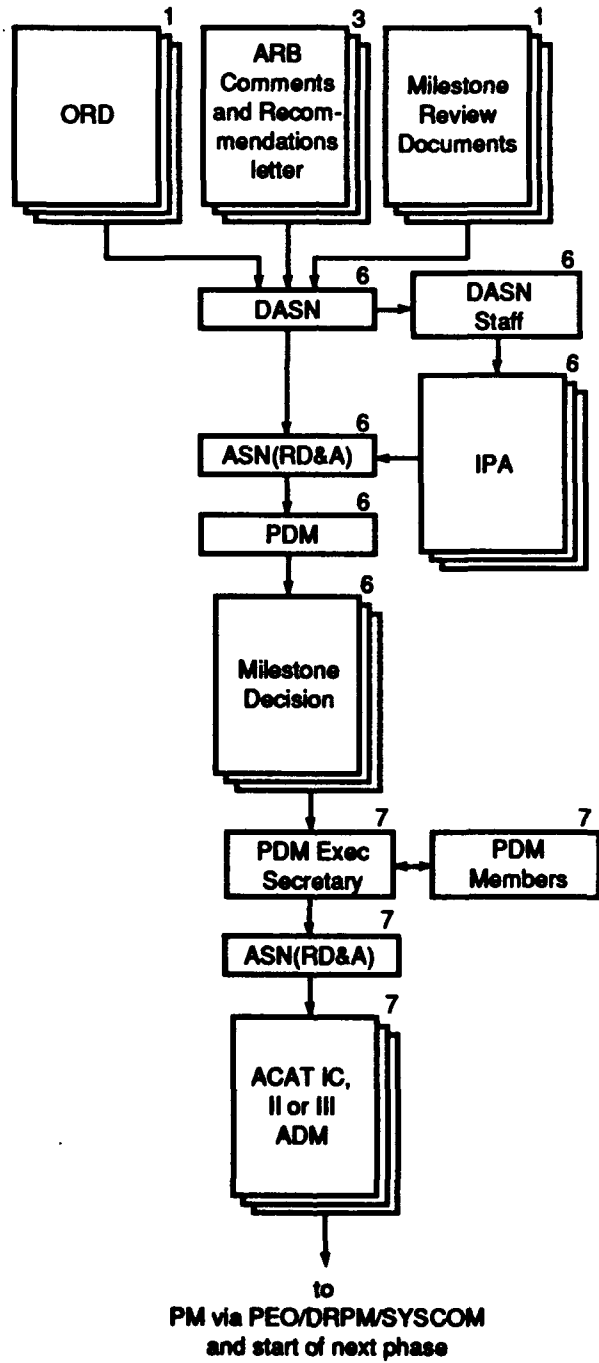 1
3
1
ORD
ARB
Comments
and Recom-
mendations
letter
Milestone
Review
Documents
6
DASN
6
DASN
Staff
6
IPA
6
ASN(RD&A)
6
PDM
6
Milestone
Decision
7
PDM Exec
Secretary
7
PDM
Members
7
ASN(RD&A)
7
ACAT IC,
II or III
ADM
to
PM via PEO/DRPM/SYSCOM
and start of next phase